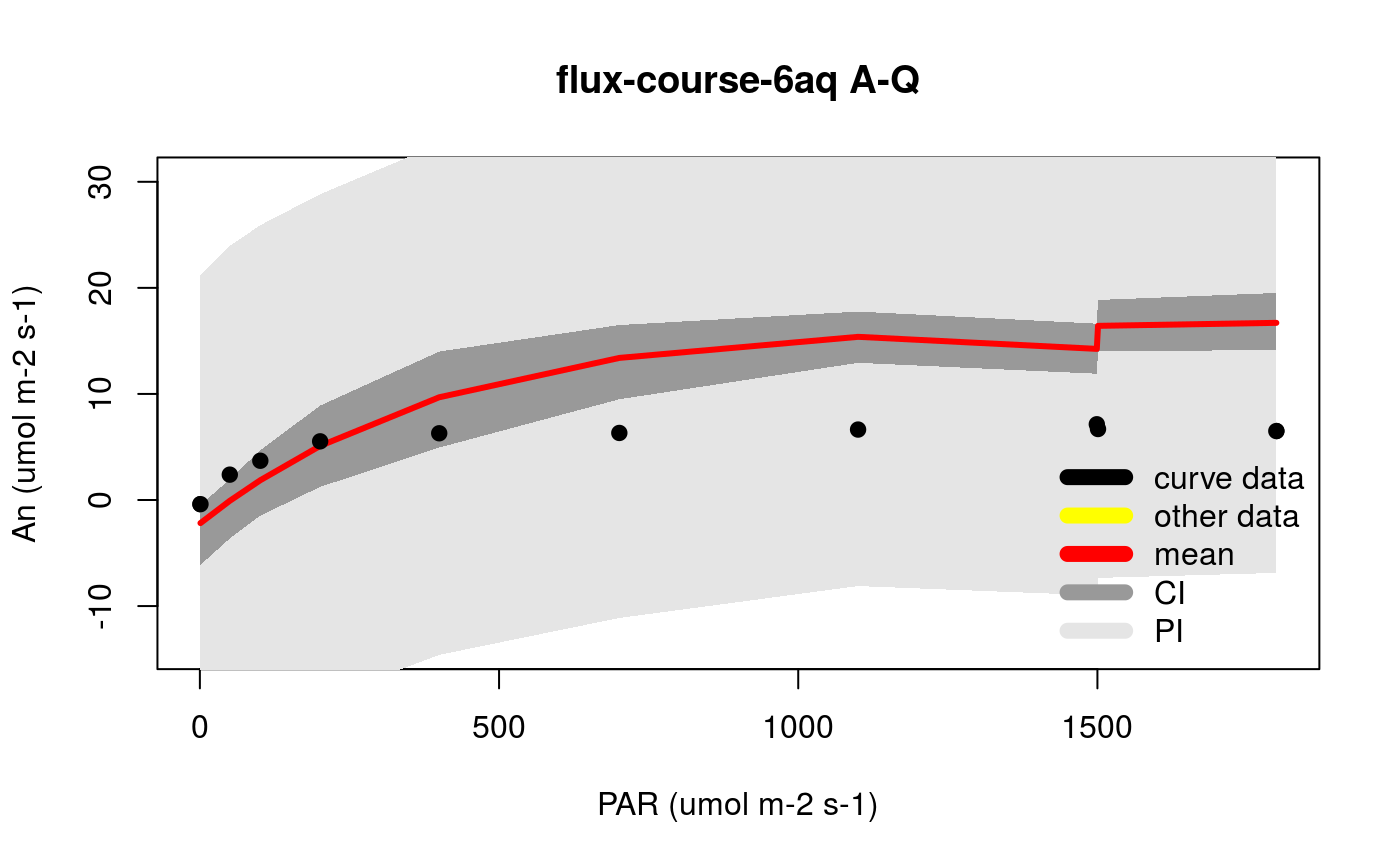 flux-course-6aq A-Q
An (umol m-2 s-1)
30
20
10
0
-10
curve data
other data
mean
CI
PI
0 500 1000 1500
PAR (umol m-2 s-1)